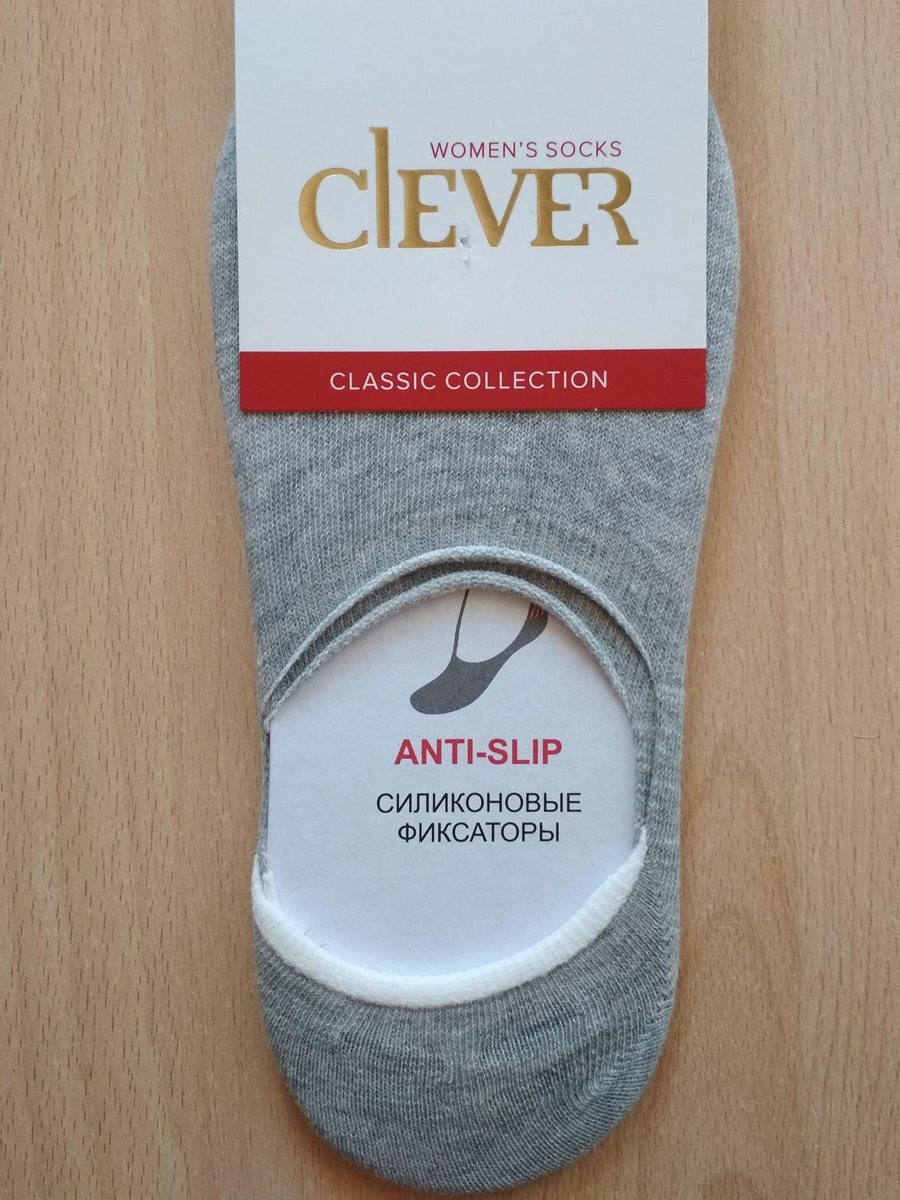 WOMEN'S SOCKS
ClEVER
CLASSIC COLLECTION
ANTI-SLIP
СИЛИКОНОВЫЕ
ФИКСАТОРЫ